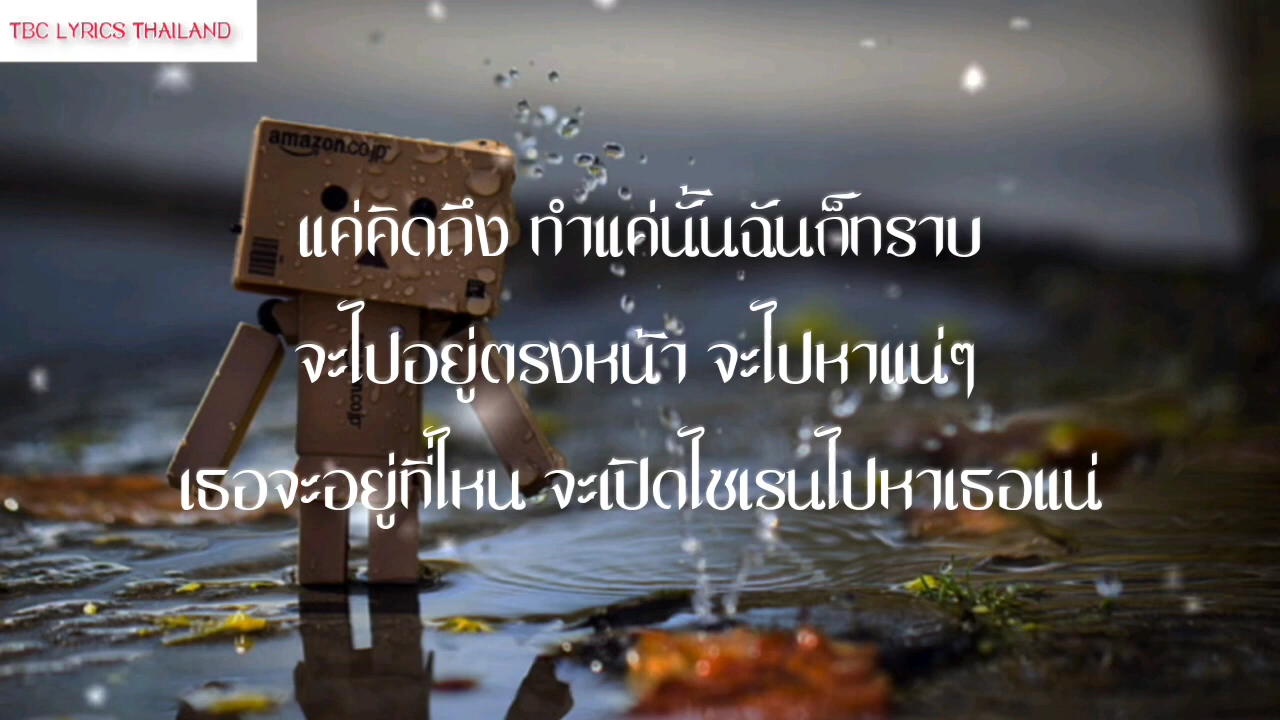 TBC LYRICS THAILAND
amazon.co.jp
แค่คิดถึง ทำแค่นั้นฉันก็ทราบ
จะไปอยู่ตรงหน้า จะไปหาแน่ๆ
เธอจะอยู่ที่ไหน จะเปิดไซเรนไปหาเธอแน่